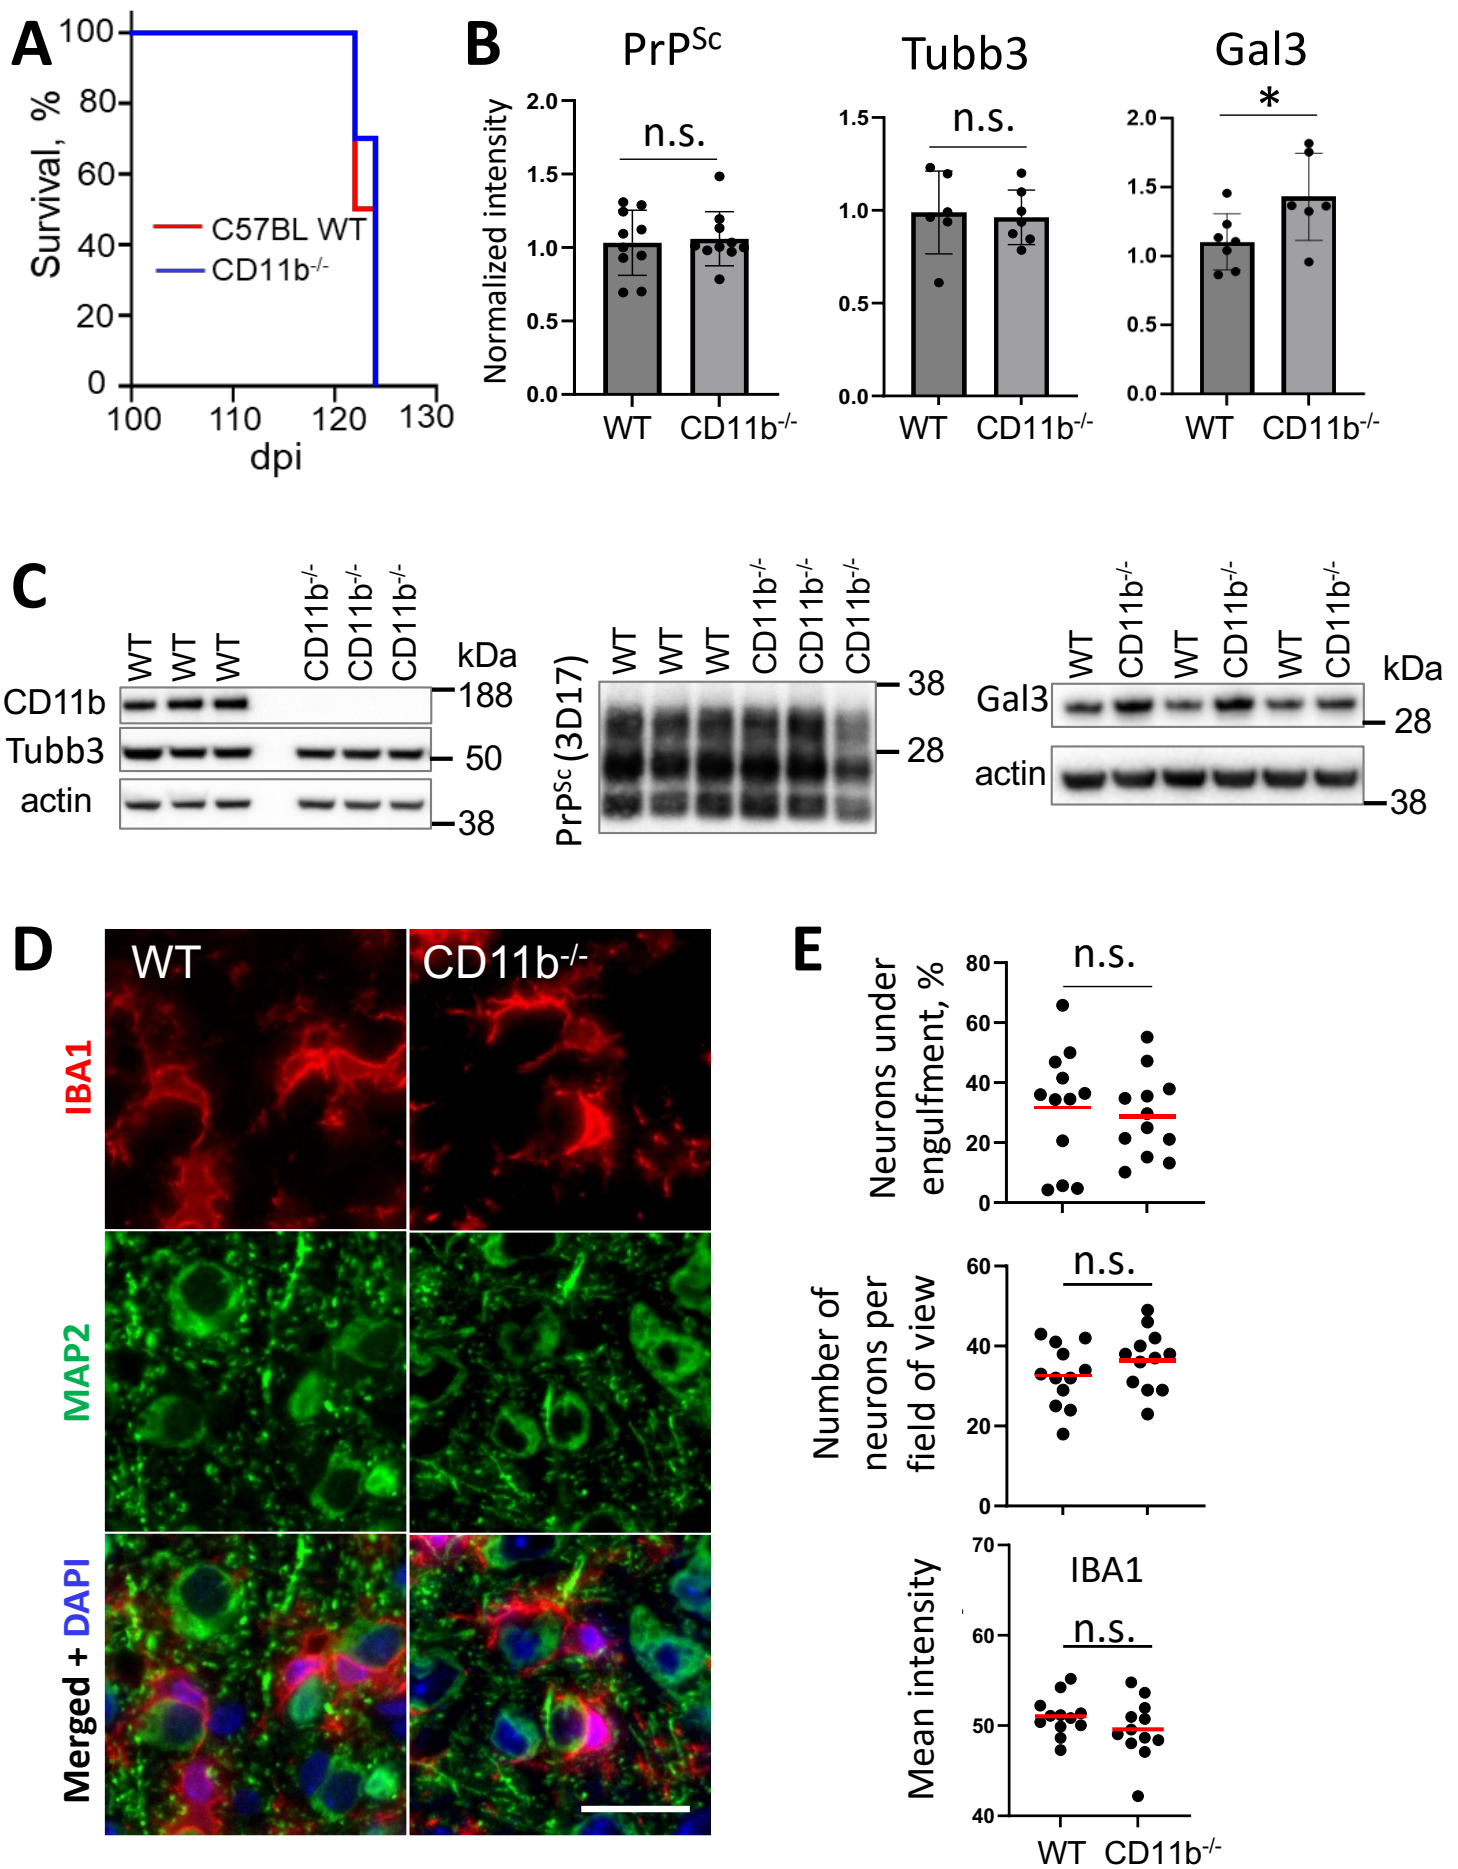 A
100
80
60
40
20
0
Survival, %
C57BL WT
CD11b-/-
100 110 120 130
dpi
B
PrPSc
Normalized intensity
2.0
1.5
1.0
0.5
0.0
n.s.
WT CD11b-/-
Tubb3
1.5
1.0
0.5
0.0
n.s.
WT CD11b-/-
Gal3
2.0
1.5
1.0
0.5
0.0
*
WT CD11b-/-
C
WT WT WT CD11b-/- CD11b-/- CD11b-/-
kDa
CD11b 188
Tubb3 50
actin 38
WT WT WT CD11b-/- CD11b-/- CD11b-/-
PrPSc (3D17)
38
28
WT CD11b-/- WT CD11b-/- WT CD11b-/-
kDa
Gal3 28
actin 38
D
WT CD11b-/-
IBA1
MAP2
Merged + DAPI
E
Neurons under
engulfment, %
80
60
40
20
0
n.s.
Number of
neurons per
field of view
60
40
20
0
n.s.
Mean intensity
70
60
50
40
IBA1
n.s.
WT CD11b-/-